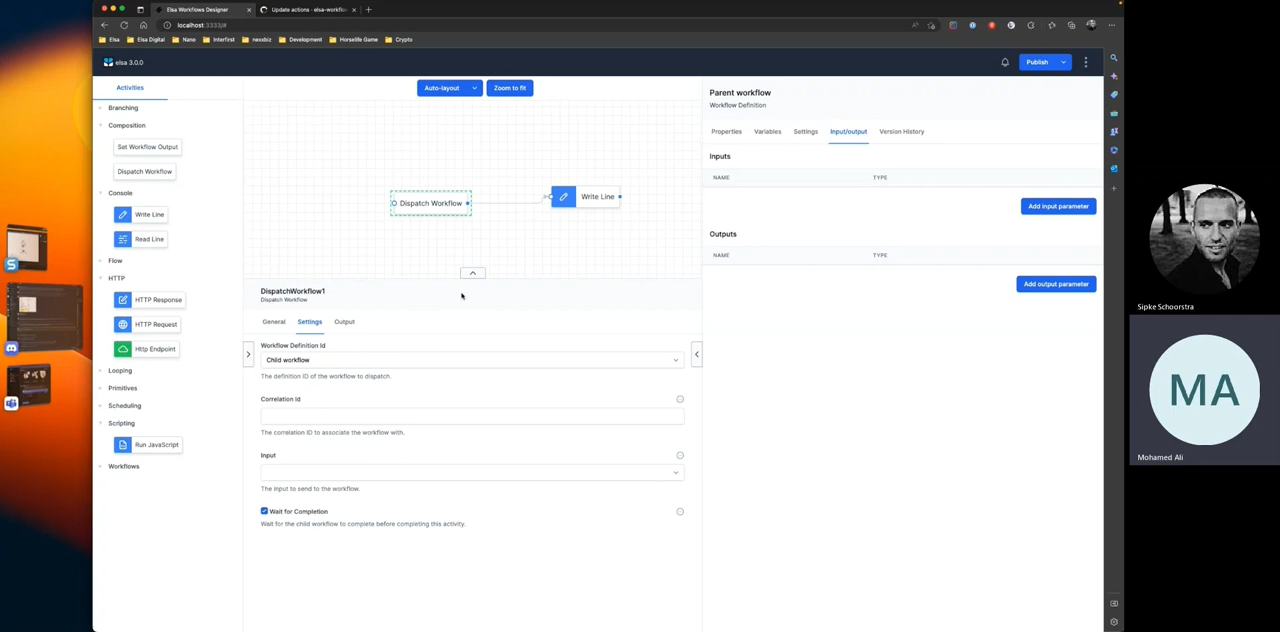 Elsa Workflows Designer
Update actions - elsa-workflow
localhost:3333/#
Elsa
Elsa Digital
Nano
Interfirst
nexxbiz
Development
Horselife Game
Crypto
elsa 3.0.0
Publish
Activities
Branching
Composition
Set Workflow Output
Dispatch Workflow
Console
Write Line
Read Line
Flow
HTTP
HTTP Response
HTTP Request
Http Endpoint
Looping
Primitives
Scheduling
Scripting
Run JavaScript
Workflows
Auto-layout
Zoom to fit
Dispatch Workflow
Write Line
DispatchWorkflow1
Dispatch Workflow
General
Settings
Output
Workflow Definition Id
Child workflow
The definition ID of the workflow to dispatch.
Correlation Id
The correlation ID to associate the workflow with.
Input
The input to send to the workflow.
Wait for Completion
Wait for the child workflow to complete before completing this activity.
Parent workflow
Workflow Definition
Properties
Variables
Settings
Input/output
Version History
Inputs
NAME
TYPE
Add input parameter
Outputs
NAME
TYPE
Add output parameter
Sipke Schoorstra
MA
Mohamed Ali